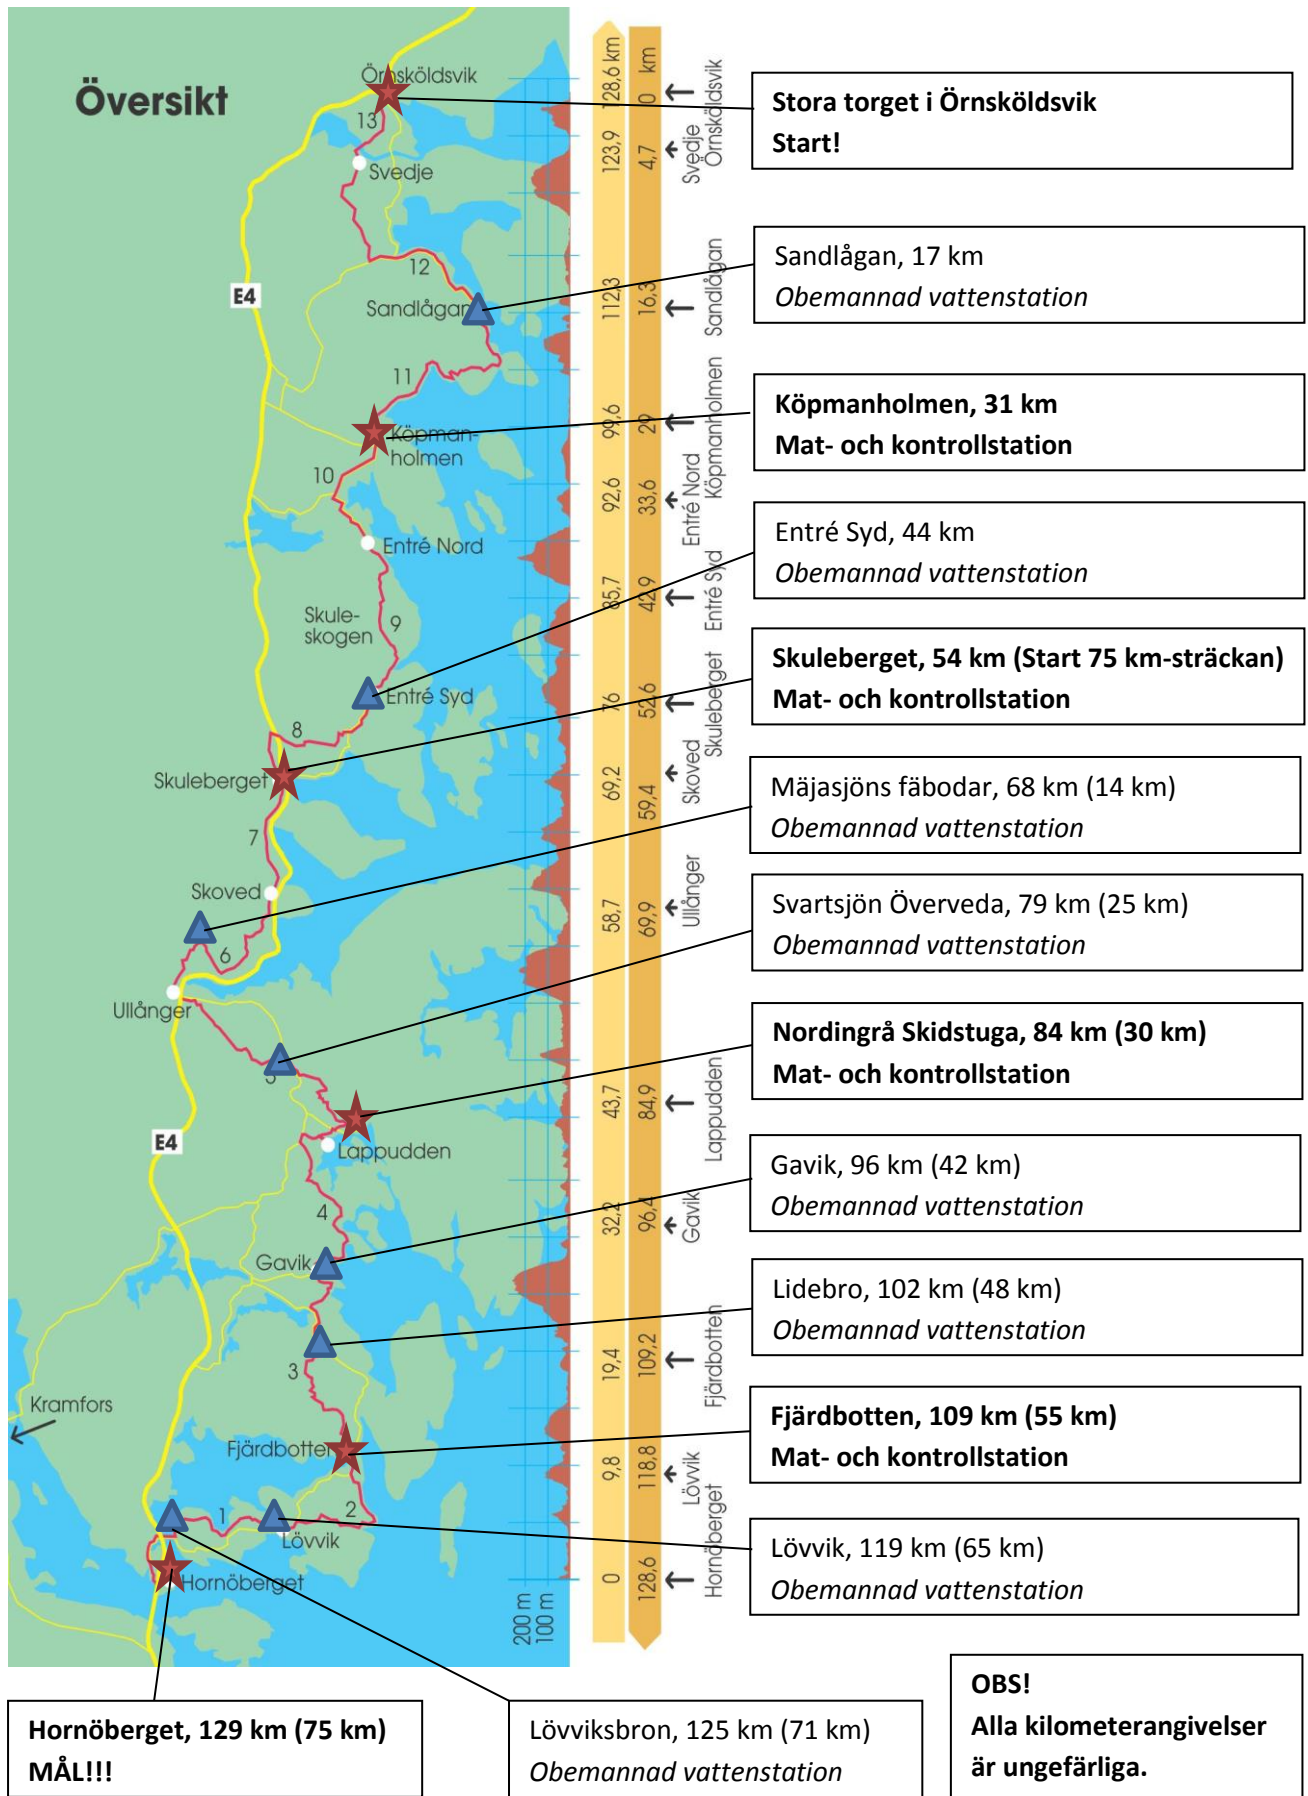 Översikt
Örnsköldsvik
13
Svedje
12
E4
Sandlågan
11
Köpman-
holmen
10
Entré Nord
Skule-
skogen
9
Entré Syd
8
Skuleberget
7
Skoved
6
Ullånger
5
E4
Lappudden
4
Gavik
3
Kramfors
Fjärdbotten
1
2
Lövvik
Hornöberget
200 m
100 m
128,6 km
123,9
112,3
99,6
92,6
85,7
76
69,2
58,7
43,7
32,2
19,4
9,8
0
0 km
4,7
16,3
29
33,6
42,9
52,6
59,4
69,9
84,9
96,4
109,2
118,8
128,6
Örnsköldsvik
Svedje
Sandlågan
Köpmanholmen
Entré Nord
Entré Syd
Skuleberget
Skoved
Ullånger
Lappudden
Gavik
Fjärdbotten
Lövvik
Hornöberget
Stora torget i Örnsköldsvik
Start!
Sandlågan, 17 km
Obemannad vattenstation
Köpmanholmen, 31 km
Mat- och kontrollstation
Entré Syd, 44 km
Obemannad vattenstation
Skuleberget, 54 km (Start 75 km-sträckan)
Mat- och kontrollstation
Mäjasjöns fäbodar, 68 km (14 km)
Obemannad vattenstation
Svartsjön Överveda, 79 km (25 km)
Obemannad vattenstation
Nordingrå Skidstuga, 84 km (30 km)
Mat- och kontrollstation
Gavik, 96 km (42 km)
Obemannad vattenstation
Lidebro, 102 km (48 km)
Obemannad vattenstation
Fjärdbotten, 109 km (55 km)
Mat- och kontrollstation
Lövvik, 119 km (65 km)
Obemannad vattenstation
Hornöberget, 129 km (75 km)
MÅL!!!
Lövviksbron, 125 km (71 km)
Obemannad vattenstation
OBS!
Alla kilometerangivelser
är ungefärliga.